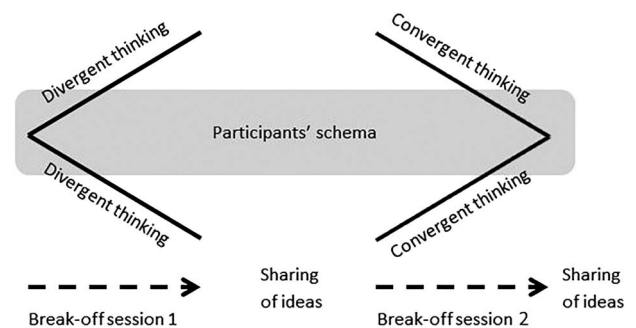 Divergent thinking
Convergent thinking
Participants' schema
Divergent thinking
Convergent thinking
Sharing
of ideas
Sharing
of ideas
Break-off session 1
Break-off session 2